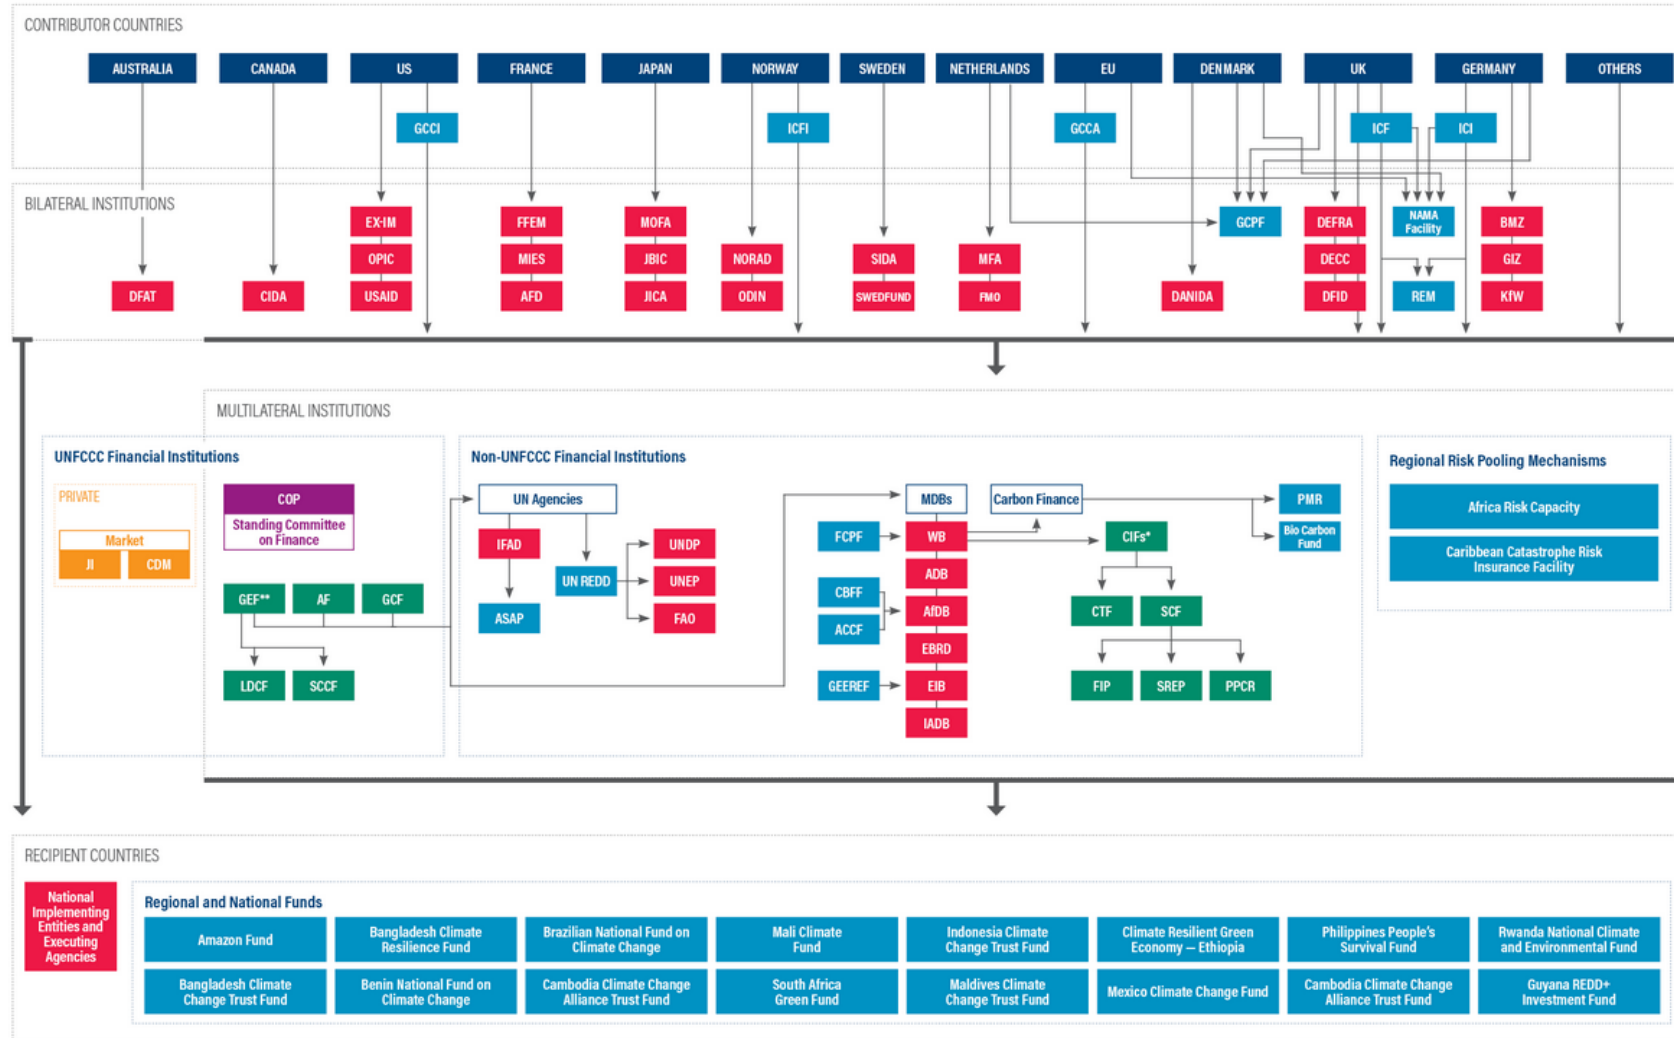 CONTRIBUTOR COUNTRIES
AUSTRALIA
CANADA
US
FRANCE
JAPAN
NORWAY
SWEDEN
NETHERLANDS
EU
DENMARK
UK
GERMANY
OTHERS
GCCI
ICFI
GCCA
ICF
ICI
BILATERAL INSTITUTIONS
EX-IM
FFEM
MOFA
GCPF
DEFRA
NAMA
Facility
BMZ
OPIC
MIES
JBIC
NORAD
SIDA
MFA
DECC
GIZ
DFAT
CIDA
USAID
AFD
JICA
ODIN
SWEDFUND
FMO
DANIDA
DFID
REM
KfW
MULTILATERAL INSTITUTIONS
UNFCCC Financial Institutions
PRIVATE
Market
JI
CDM
COP
Standing Committee
on Finance
GEF**
AF
GCF
LDCF
SCCF
Non-UNFCCC Financial Institutions
UN Agencies
IFAD
UN REDD
ASAP
UNDP
UNEP
FAO
MDBs
Carbon Finance
PMR
Bio Carbon
Fund
FCPF
WB
CIFs*
ADB
CBFF
AfDB
ACCF
CTF
SCF
EBRD
GEEREF
EIB
FIP
SREP
PPCR
IADB
Regional Risk Pooling Mechanisms
Africa Risk Capacity
Caribbean Catastrophe Risk
Insurance Facility
RECIPIENT COUNTRIES
National
Implementing
Entities and
Executing
Agencies
Regional and National Funds
Amazon Fund
Bangladesh Climate
Resilience Fund
Brazilian National Fund on
Climate Change
Mali Climate
Fund
Indonesia Climate
Change Trust Fund
Climate Resilient Green
Economy — Ethiopia
Philippines People's
Survival Fund
Rwanda National Climate
and Environmental Fund
Bangladesh Climate
Change Trust Fund
Benin National Fund on
Climate Change
Cambodia Climate Change
Alliance Trust Fund
South Africa
Green Fund
Maldives Climate
Change Trust Fund
Mexico Climate Change Fund
Cambodia Climate Change
Alliance Trust Fund
Guyana REDD+
Investment Fund